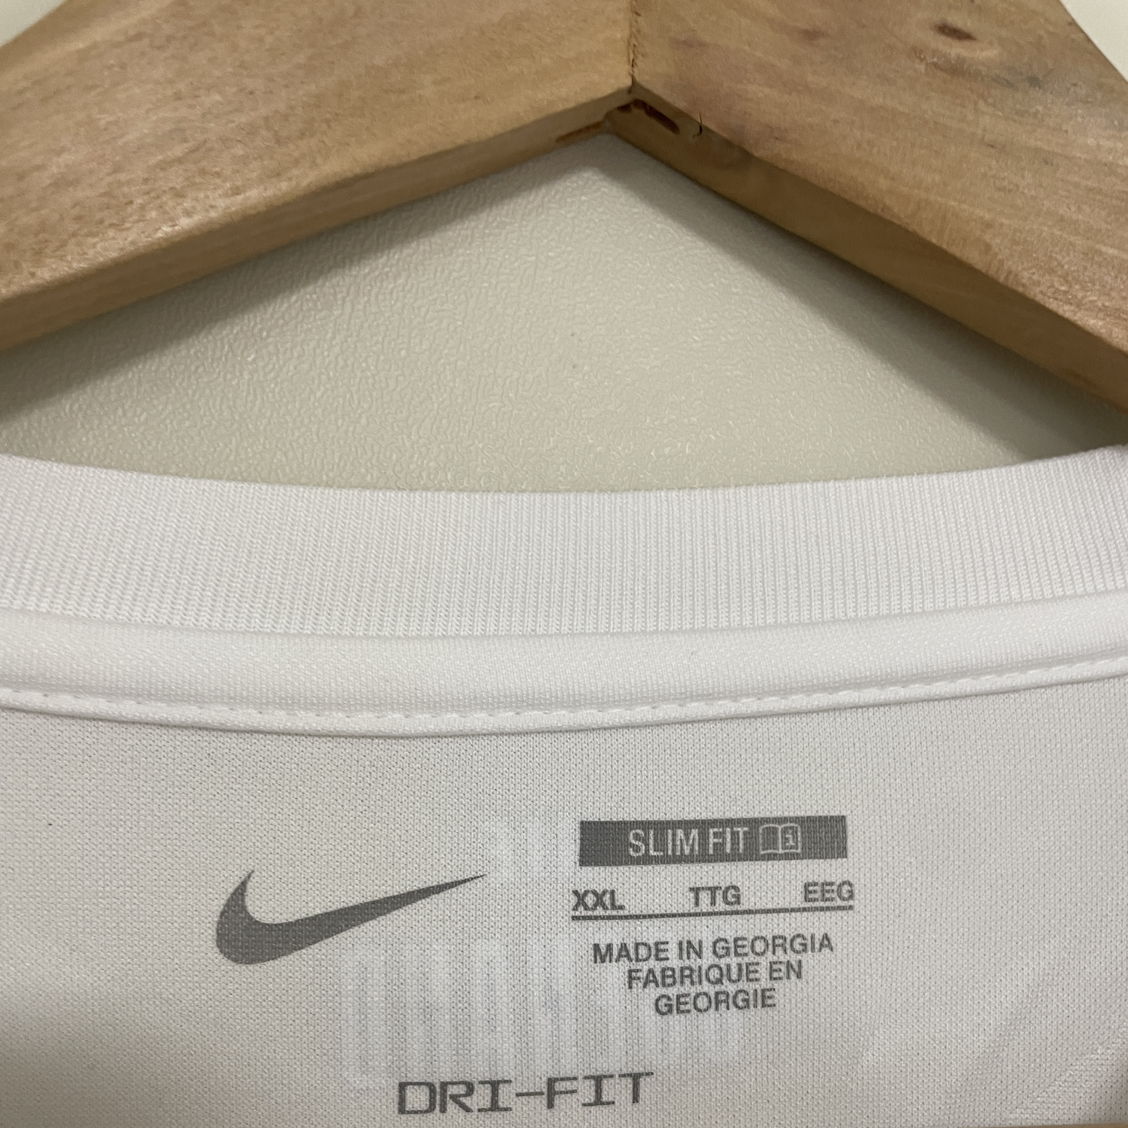 SLIM FIT
XXL TTG EEG
MADE IN GEORGIA
FABRIQUE EN
GEORGIE
DRI-FIT